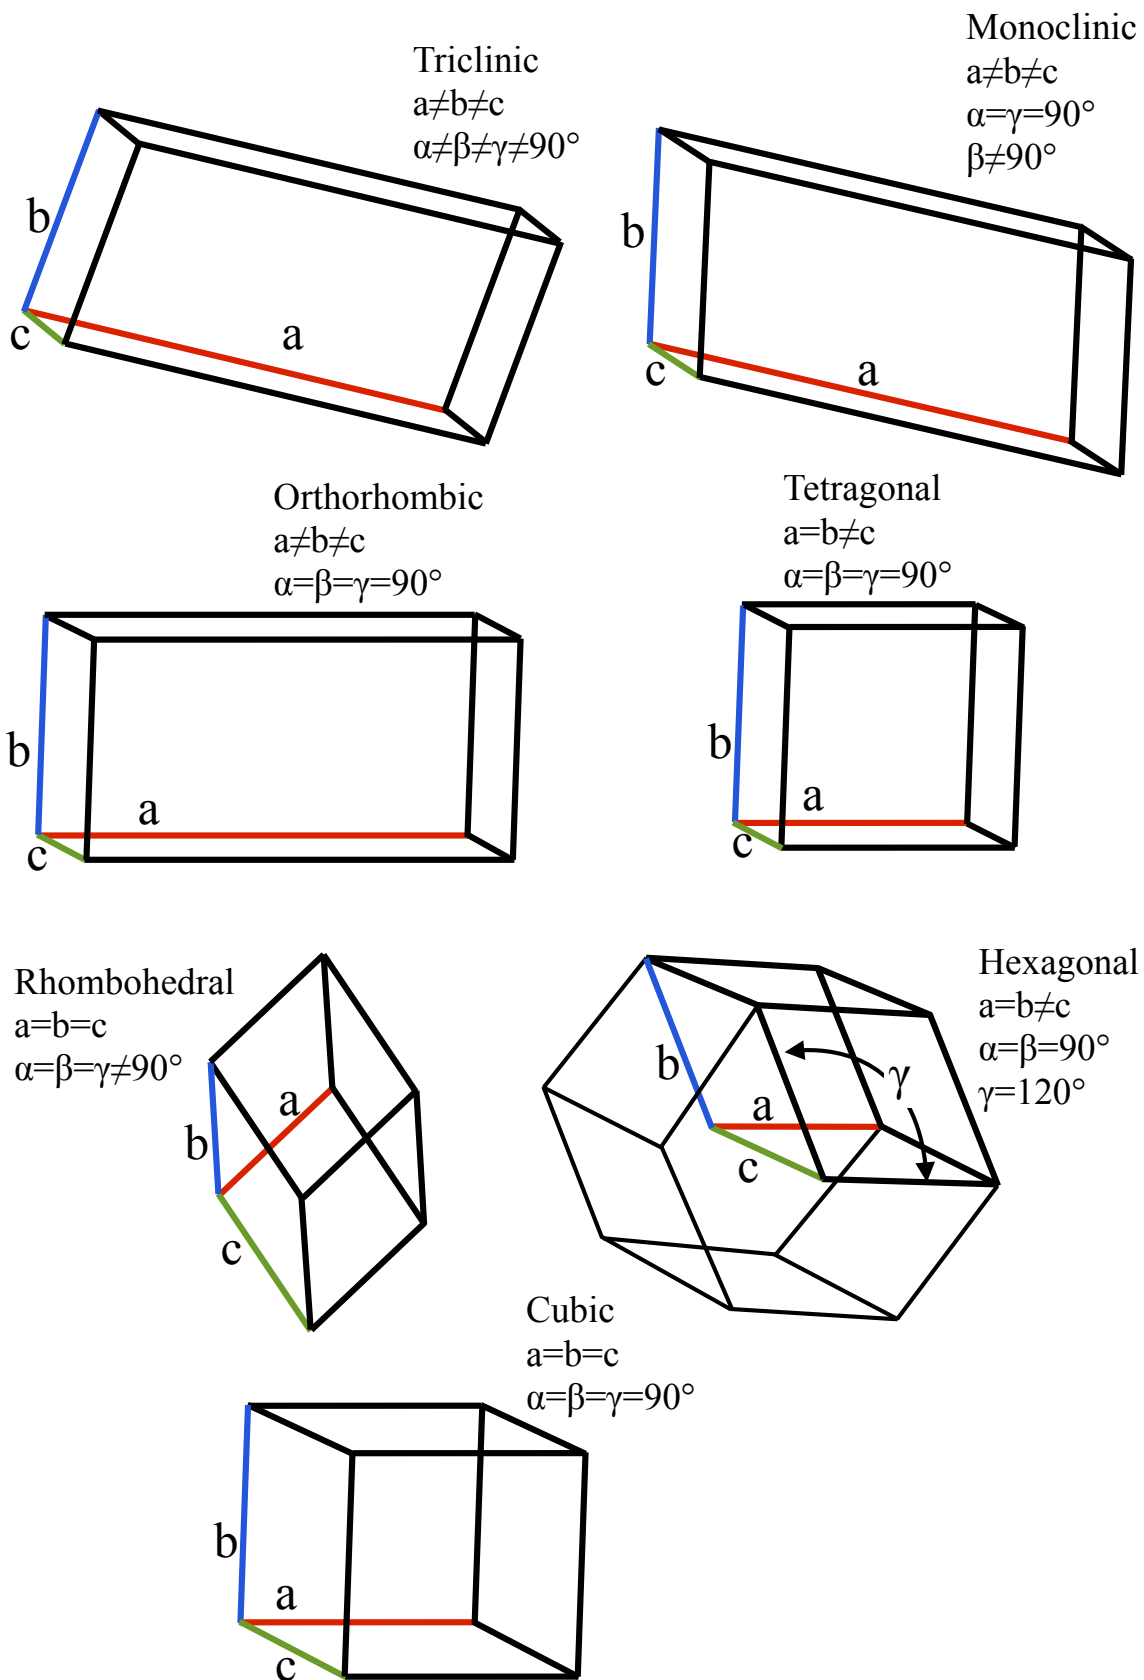 Triclinic
a≠b≠c
α≠β≠γ≠90°
b
c
a
Monoclinic
a≠b≠c
α=γ=90°
β≠90°
b
c
a
Orthorhombic
a≠b≠c
α=β=γ=90°
b
a
c
Tetragonal
a=b≠c
α=β=γ=90°
b
a
c
Rhombohedral
a=b=c
α=β=γ≠90°
a
b
c
Hexagonal
a=b≠c
α=β=90°
γ=120°
b
γ
a
c
Cubic
a=b=c
α=β=γ=90°
b
a
c